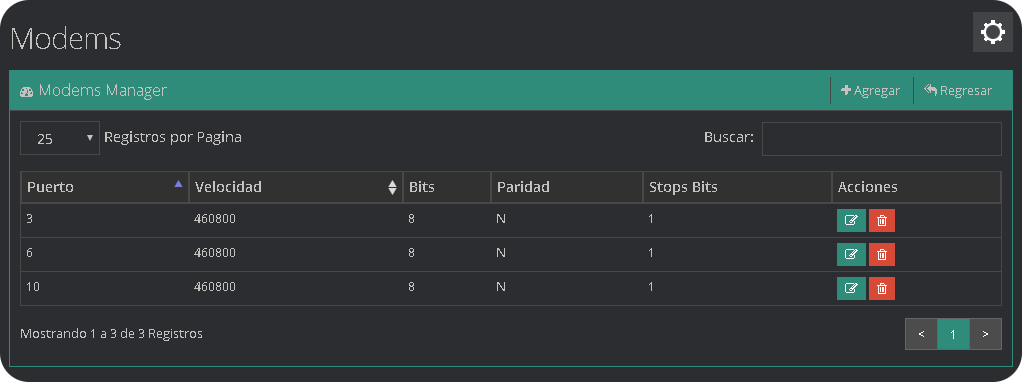 Modems
Modems Manager Agregar Regresar
25 Registros por Pagina Buscar:
Puerto Velocidad Bits Paridad Stops Bits Acciones
3 460800 8 N 1
6 460800 8 N 1
10 460800 8 N 1
Mostrando 1 a 3 de 3 Registros < 1 >